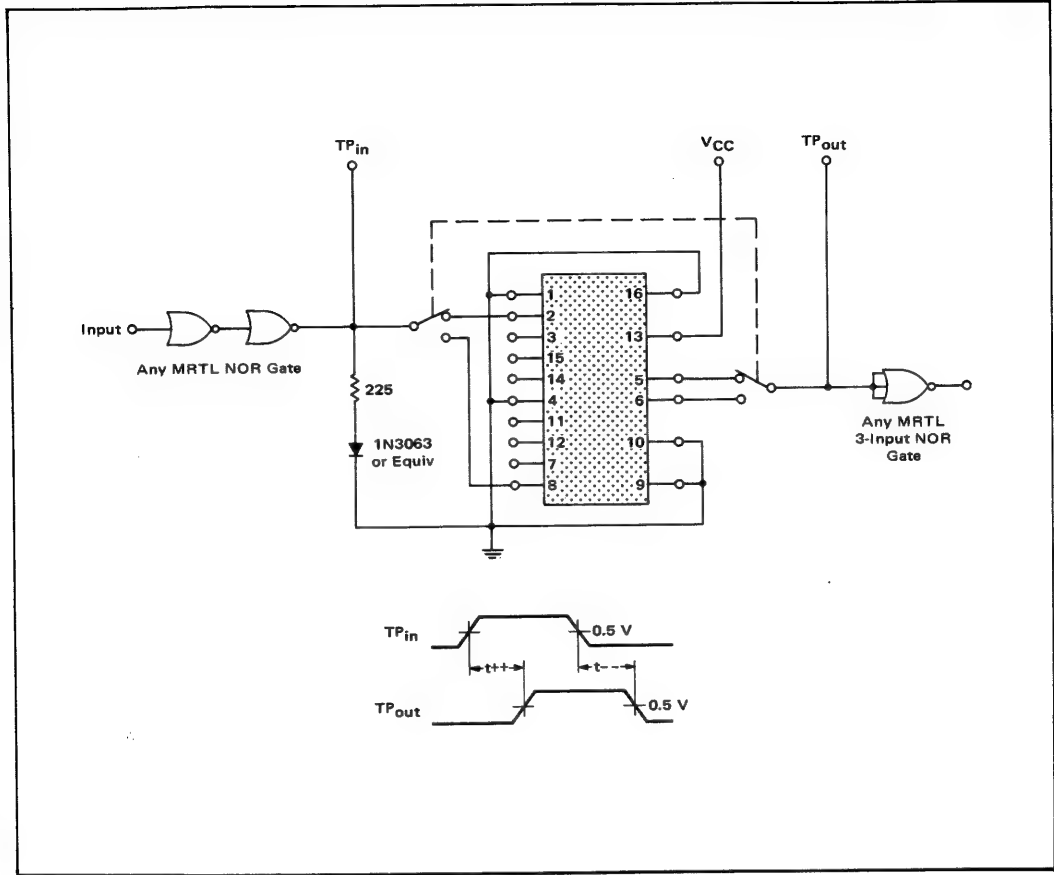 TPin
VCC
TPout
1
16
2
Input
3
13
15
Any MRTL NOR Gate
14
5
225
4
6
11
Any MRTL
3-Input NOR
Gate
1N3063
or Equiv
12
10
7
8
9
TPin
0.5 V
t++
t--
TPout
0.5 V